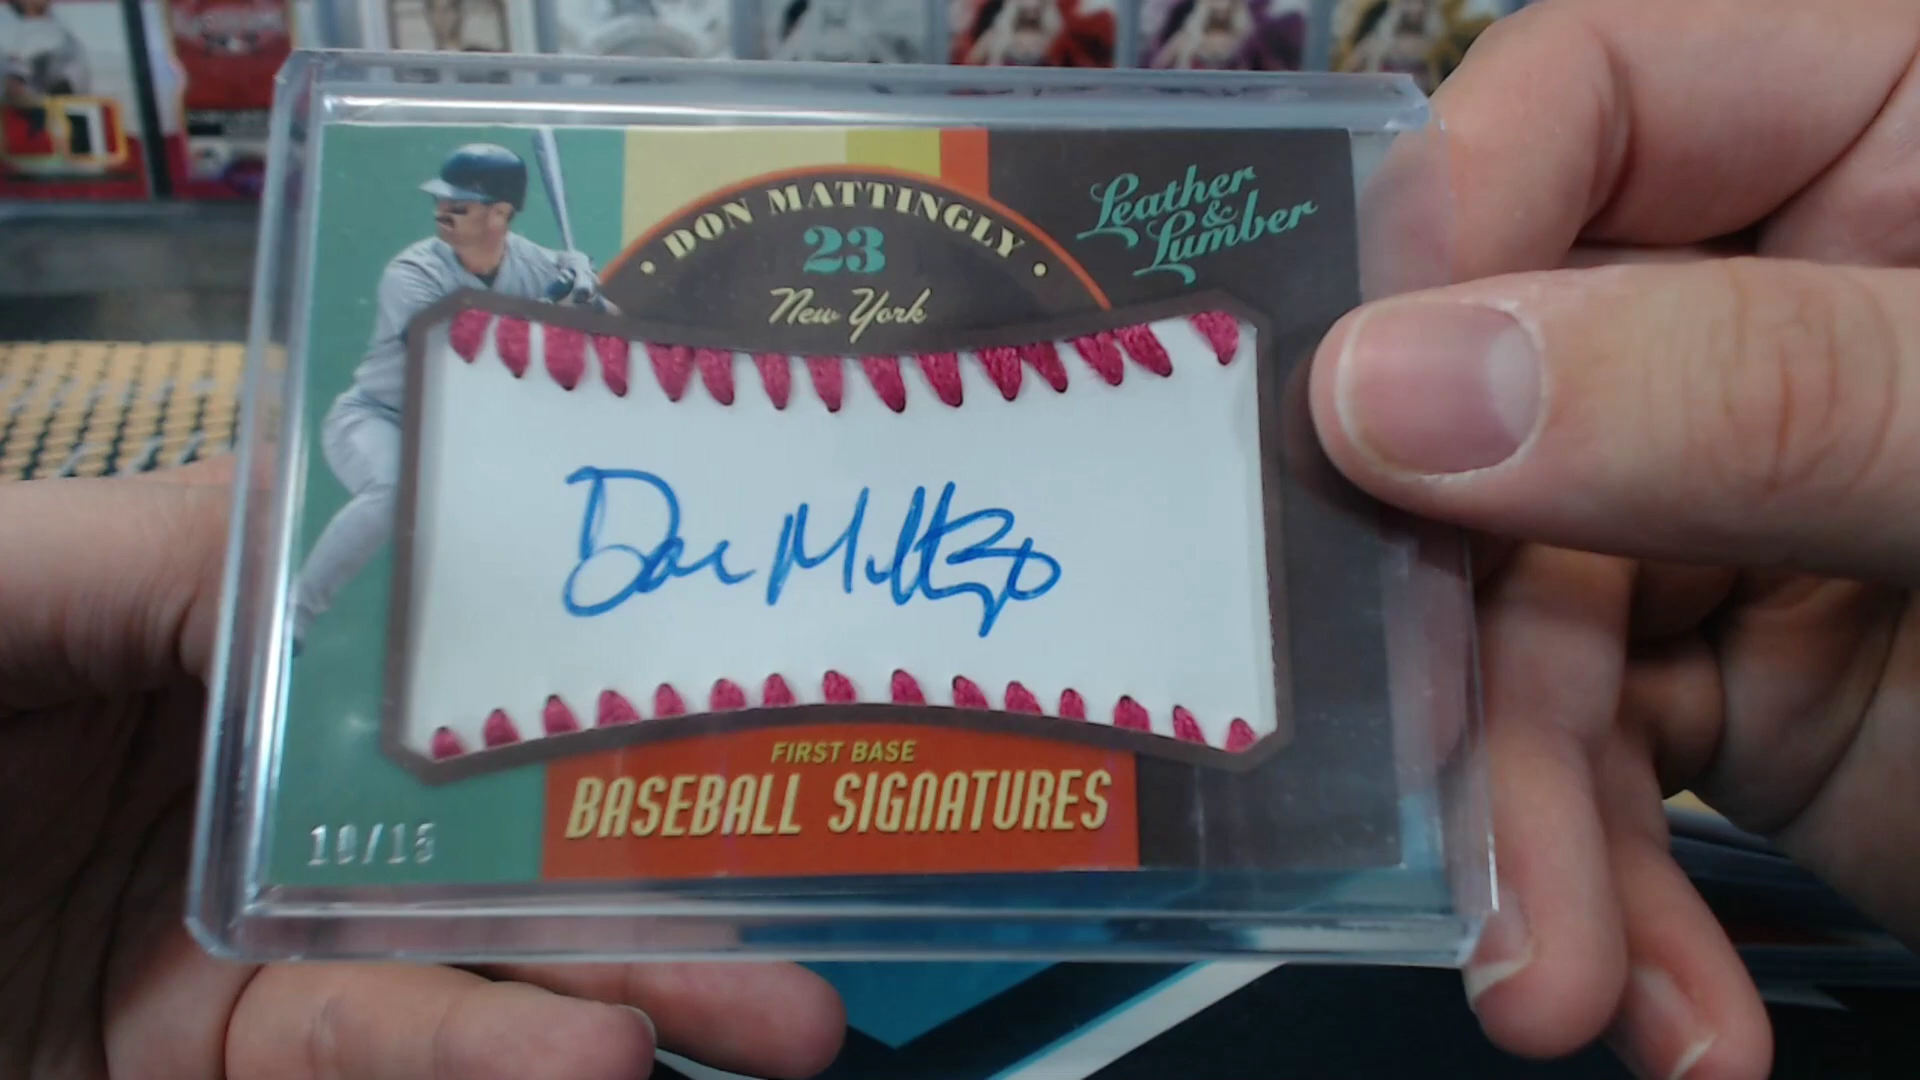 DON MATTINGLY
23
New York
Leather
&
Lumber
Don Mattingly
FIRST BASE
BASEBALL SIGNATURES
10/15